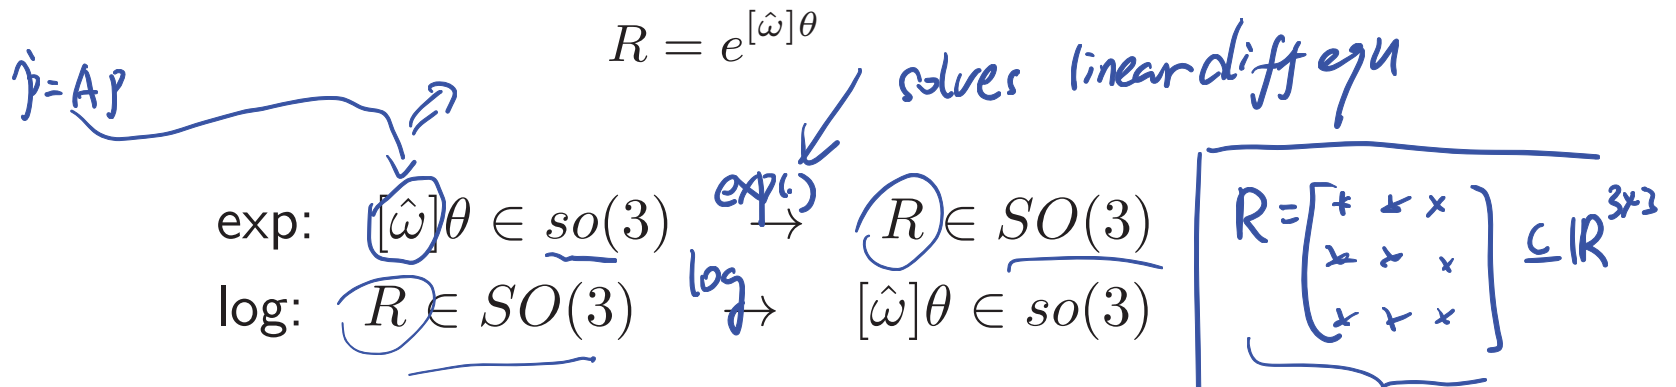 R = e^{[ω̂]θ}
ṗ = Ap
solves linear diff equ
exp: [ω̂]θ ∈ so(3) exp(·) → R ∈ SO(3)
log: R ∈ SO(3) log → [ω̂]θ ∈ so(3)
R = [* * x
x x x
x x x] ⊆ ℝ^{3×3}